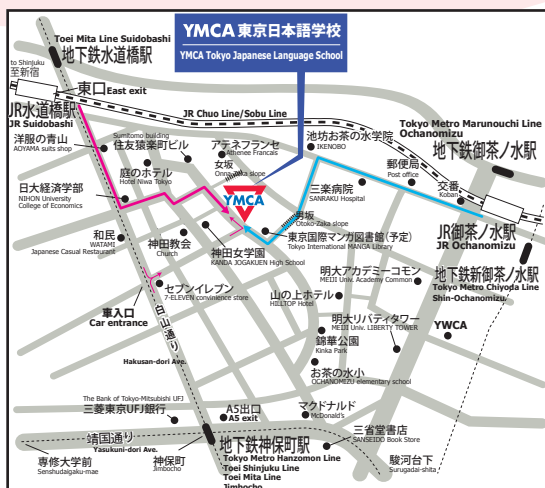 YMCA 東京日本語学校
YMCA Tokyo Japanese Language School
Toei Mita Line Suidobashi
地下鉄水道橋駅
to Shinjuku
至新宿
東口East exit
JR水道橋駅
JR Suidobashi
JR Chuo Line/Sobu Line
洋服の青山
AOYAMA suits shop
Sumitomo building
住友猿楽町ビル
アテネフランセ
Athenee Francais
女坂
Onna-Zaka slope
池坊お茶の水学院
IKENOBO
Tokyo Metro Marunouchi Line
Ochanomizu
地下鉄御茶ノ水駅
庭のホテル
Hotel Niwa Tokyo
郵便局
Post office
三楽病院
SANRAKU Hospital
交番
Koban
YMCA
日大経済学部
NIHON University
College of Economics
男坂
Otoko-Zaka slope
JR御茶ノ水駅
JR Ochanomizu
和民
WATAMI
Japanese Casual Restaurant
神田教会
Church
神田女学園
KANDA JOGAKUEN High School
東京国際マンガ図書館(予定)
Tokyo International MANGA Library
地下鉄新御茶ノ水駅
Tokyo Metro Chiyoda Line
Shin-Ochanomizu
明大アカデミーコモン
MEIJI Univ. Academy Common
セブンイレブン
7-ELEVEN convinience store
山の上ホテル
HILLTOP Hotel
車入口
Car entrance
白山通り
Hakusan-dori Ave.
明大リバティタワー
MEIJI Univ. LIBERTY TOWER
YWCA
錦華公園
Kinka Park
お茶の水小
OCHANOMIZU elementary school
The Bank of Tokyo-Mitsubishi UFJ
三菱東京UFJ銀行
A5出口
A5 exit
マクドナルド
McDonald's
三省堂書店
SANSEIDO Book Store
靖国通り
Yasukuni-dori Ave.
専修大学前
Senshudaigaku-mae
神保町
Jimbocho
地下鉄神保町駅
Tokyo Metro Hanzomon Line
Toei Shinjuku Line
Toei Mita Line
Jimbocho
駿河台下
Surugadai-shita